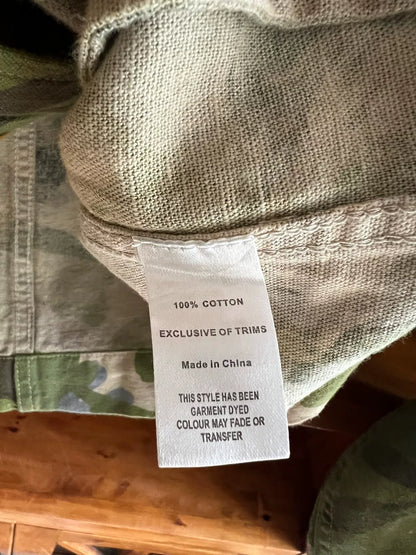 100% COTTON
EXCLUSIVE OF TRIMS
Made in China
THIS STYLE HAS BEEN
GARMENT DYED
COLOUR MAY FADE OR
TRANSFER